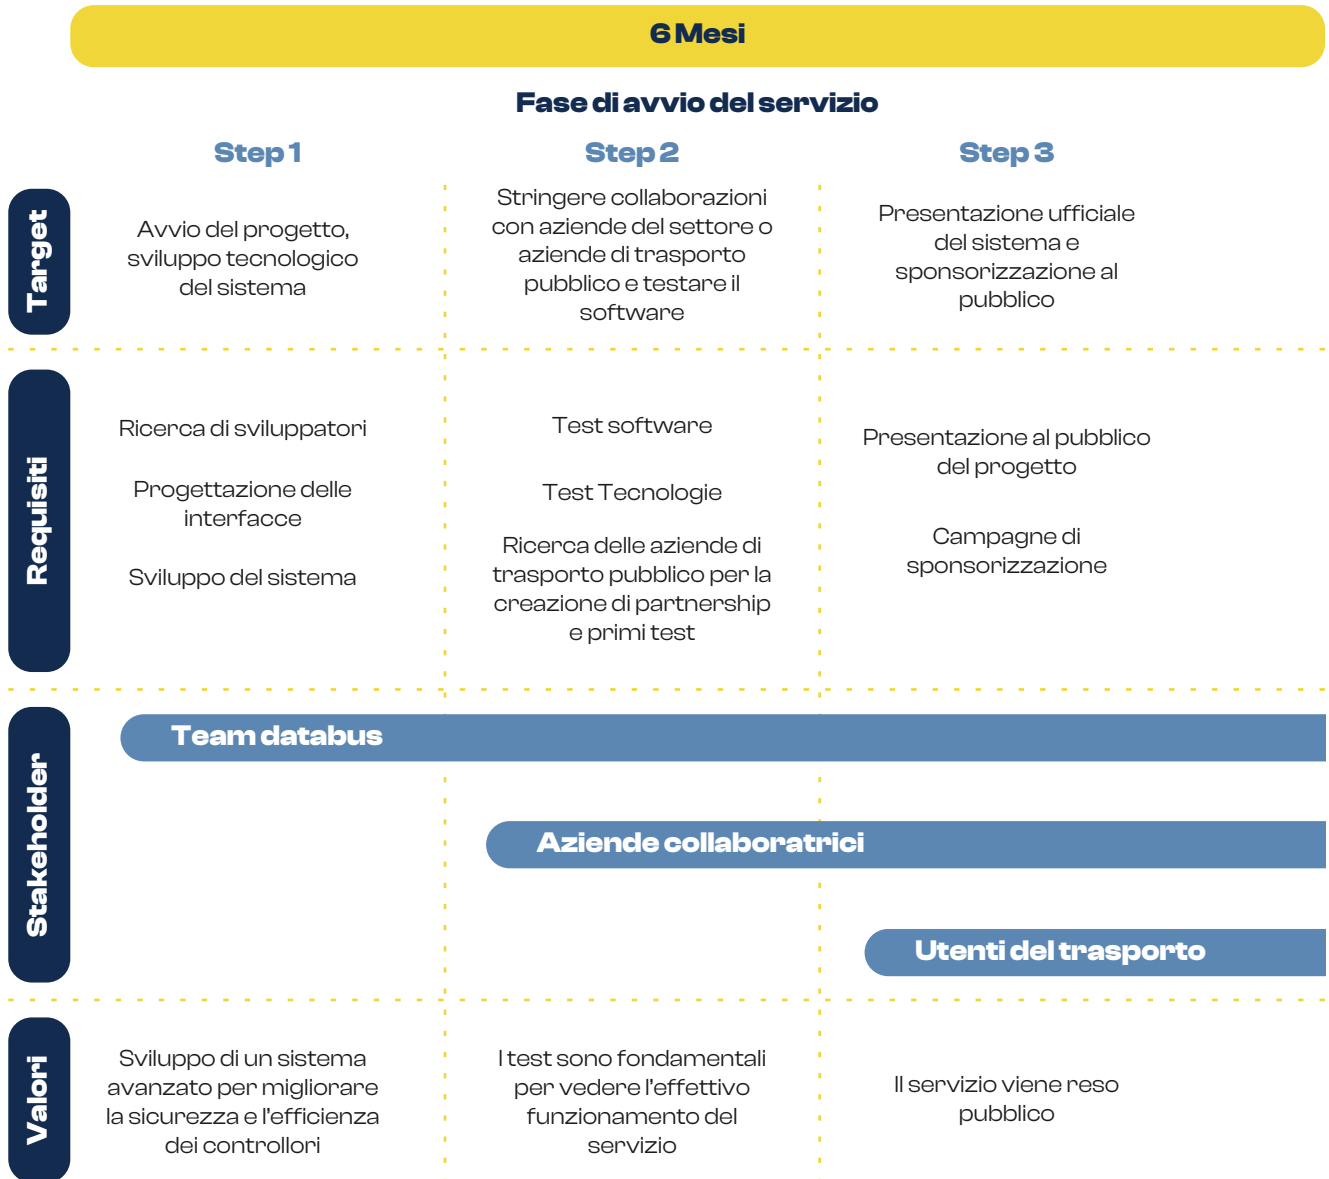 6 Mesi
Fase di avvio del servizio
Step 1
Step 2
Step 3
Target
Avvio del progetto,
sviluppo tecnologico
del sistema
Stringere collaborazioni
con aziende del settore o
aziende di trasporto
pubblico e testare il
software
Presentazione ufficiale
del sistema e
sponsorizzazione al
pubblico
Requisiti
Ricerca di sviluppatori
Progettazione delle
interfacce
Sviluppo del sistema
Test software
Test Tecnologie
Ricerca delle aziende di
trasporto pubblico per la
creazione di partnership
e primi test
Presentazione al pubblico
del progetto
Campagne di
sponsorizzazione
Stakeholder
Team databus
Aziende collaboratrici
Utenti del trasporto
Valori
Sviluppo di un sistema
avanzato per migliorare
la sicurezza e l'efficienza
dei controllori
I test sono fondamentali
per vedere l'effettivo
funzionamento del
servizio
Il servizio viene reso
pubblico